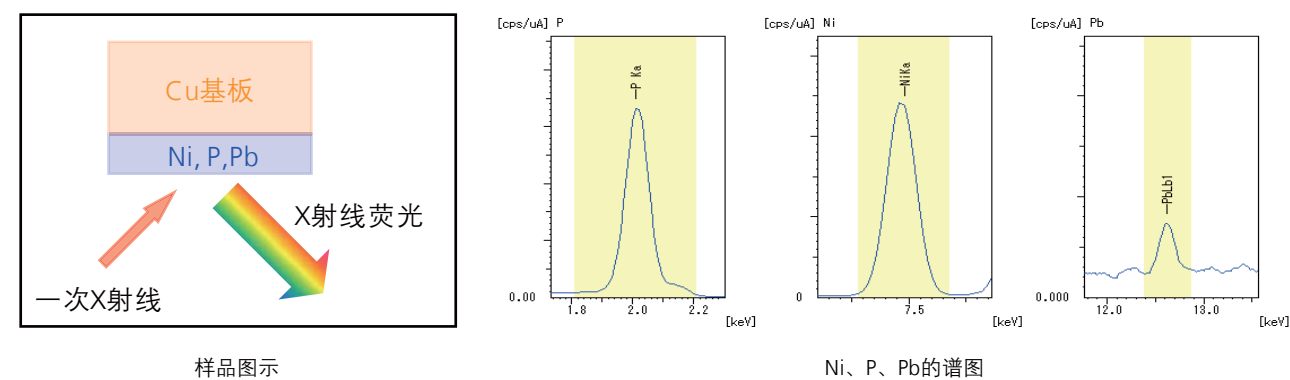 Cu基板
Ni, P,Pb
X射线荧光
一次X射线
样品图示
[cps/uA] P
P Ka
0.00
1.8 2.0 2.2
[keV]
[cps/uA] Ni
NiKa
0
7.5
[keV]
[cps/uA] Pb
PbLb1
0.000
12.0 13.0
[keV]
Ni、P、Pb的谱图